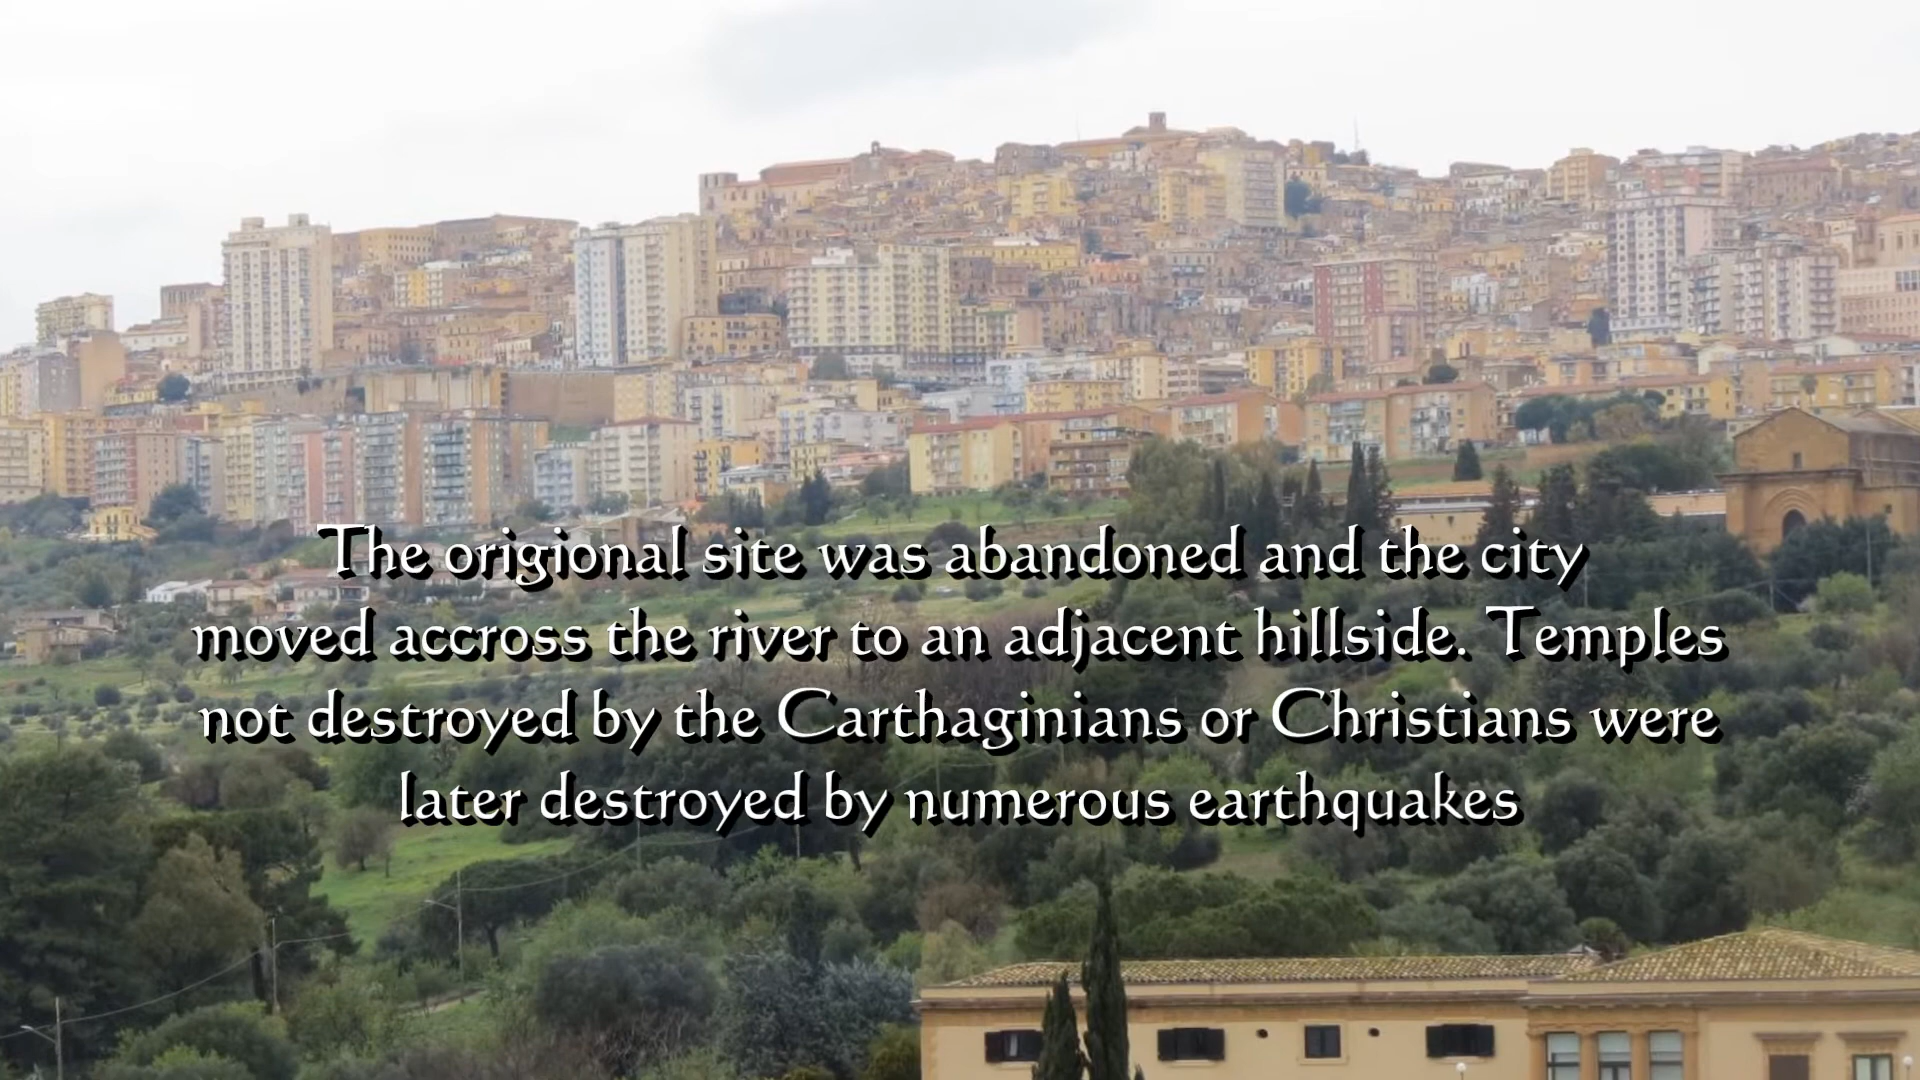 The origional site was abandoned and the city
moved accross the river to an adjacent hillside. Temples
not destroyed by the Carthaginians or Christians were
later destroyed by numerous earthquakes